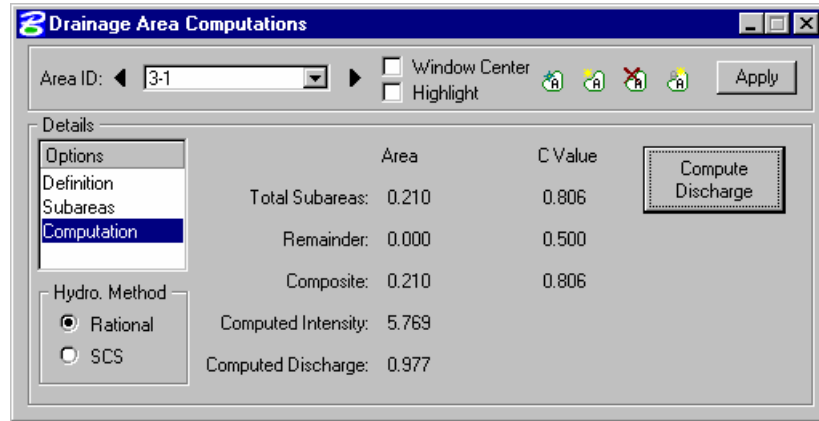 Drainage Area Computations
Area ID: 3-1
Window Center
Highlight
Apply
Details
Options
Definition
Subareas
Computation
Hydro. Method
Rational
SCS
Area C Value
Total Subareas: 0.210 0.806
Remainder: 0.000 0.500
Composite: 0.210 0.806
Computed Intensity: 5.769
Computed Discharge: 0.977
Compute
Discharge